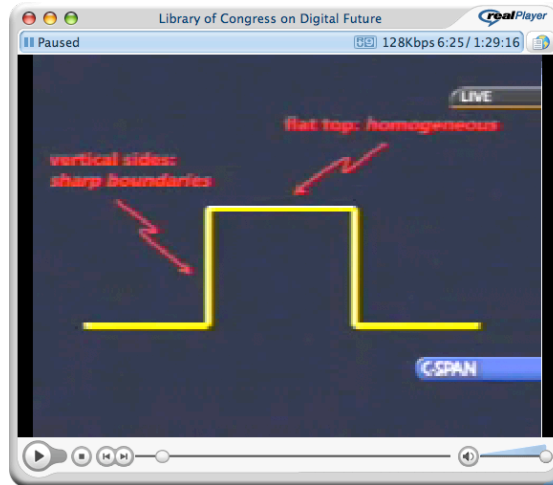 Library of Congress on Digital Future
realPlayer
Paused
128Kbps 6:25 / 1:29:16
LIVE
flat top: homogeneous
vertical sides:
sharp boundaries
C-SPAN